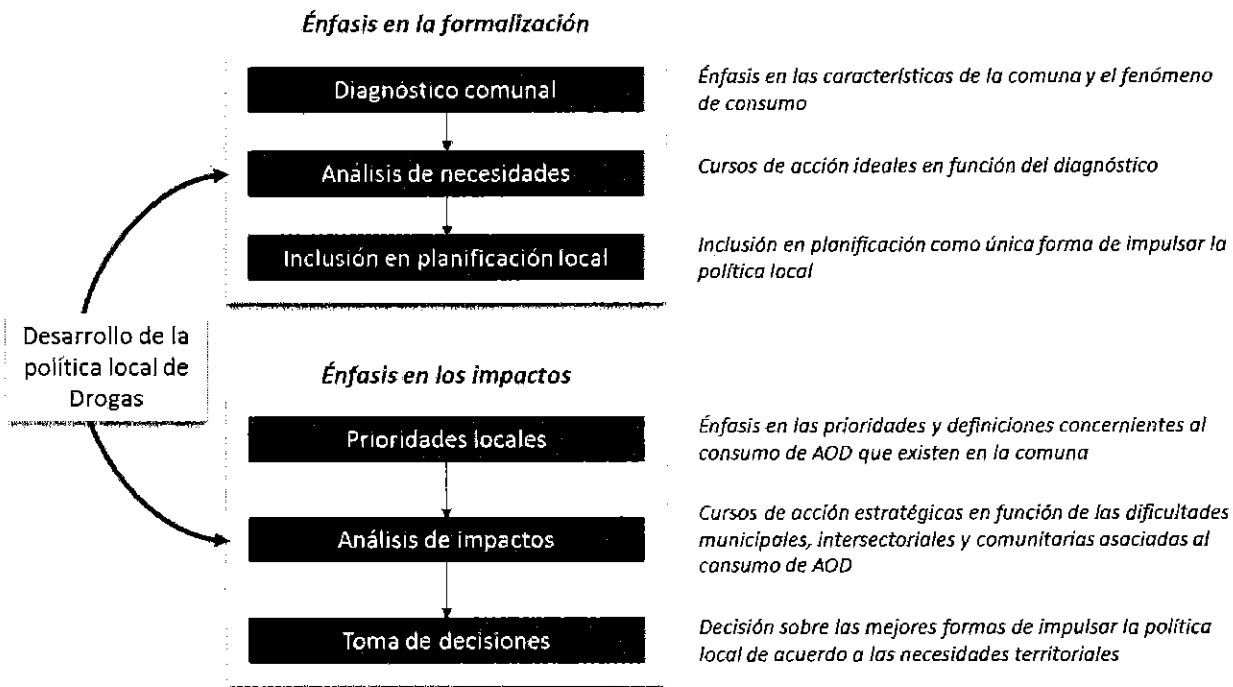 Énfasis en la formalización
Diagnóstico comunal
Énfasis en las características de la comuna y el fenómeno
de consumo
Análisis de necesidades
Cursos de acción ideales en función del diagnóstico
Inclusión en planificación local
Inclusión en planificación como única forma de impulsar la
política local
Desarrollo de la
política local de
Drogas
Énfasis en los impactos
Prioridades locales
Énfasis en las prioridades y definiciones concernientes al
consumo de AOD que existen en la comuna
Análisis de impactos
Cursos de acción estratégicos en función de las dificultades
municipales, intersectoriales y comunitarias asociadas al
consumo de AOD
Toma de decisiones
Decisión sobre las mejores formas de impulsar la política
local de acuerdo a las necesidades territoriales